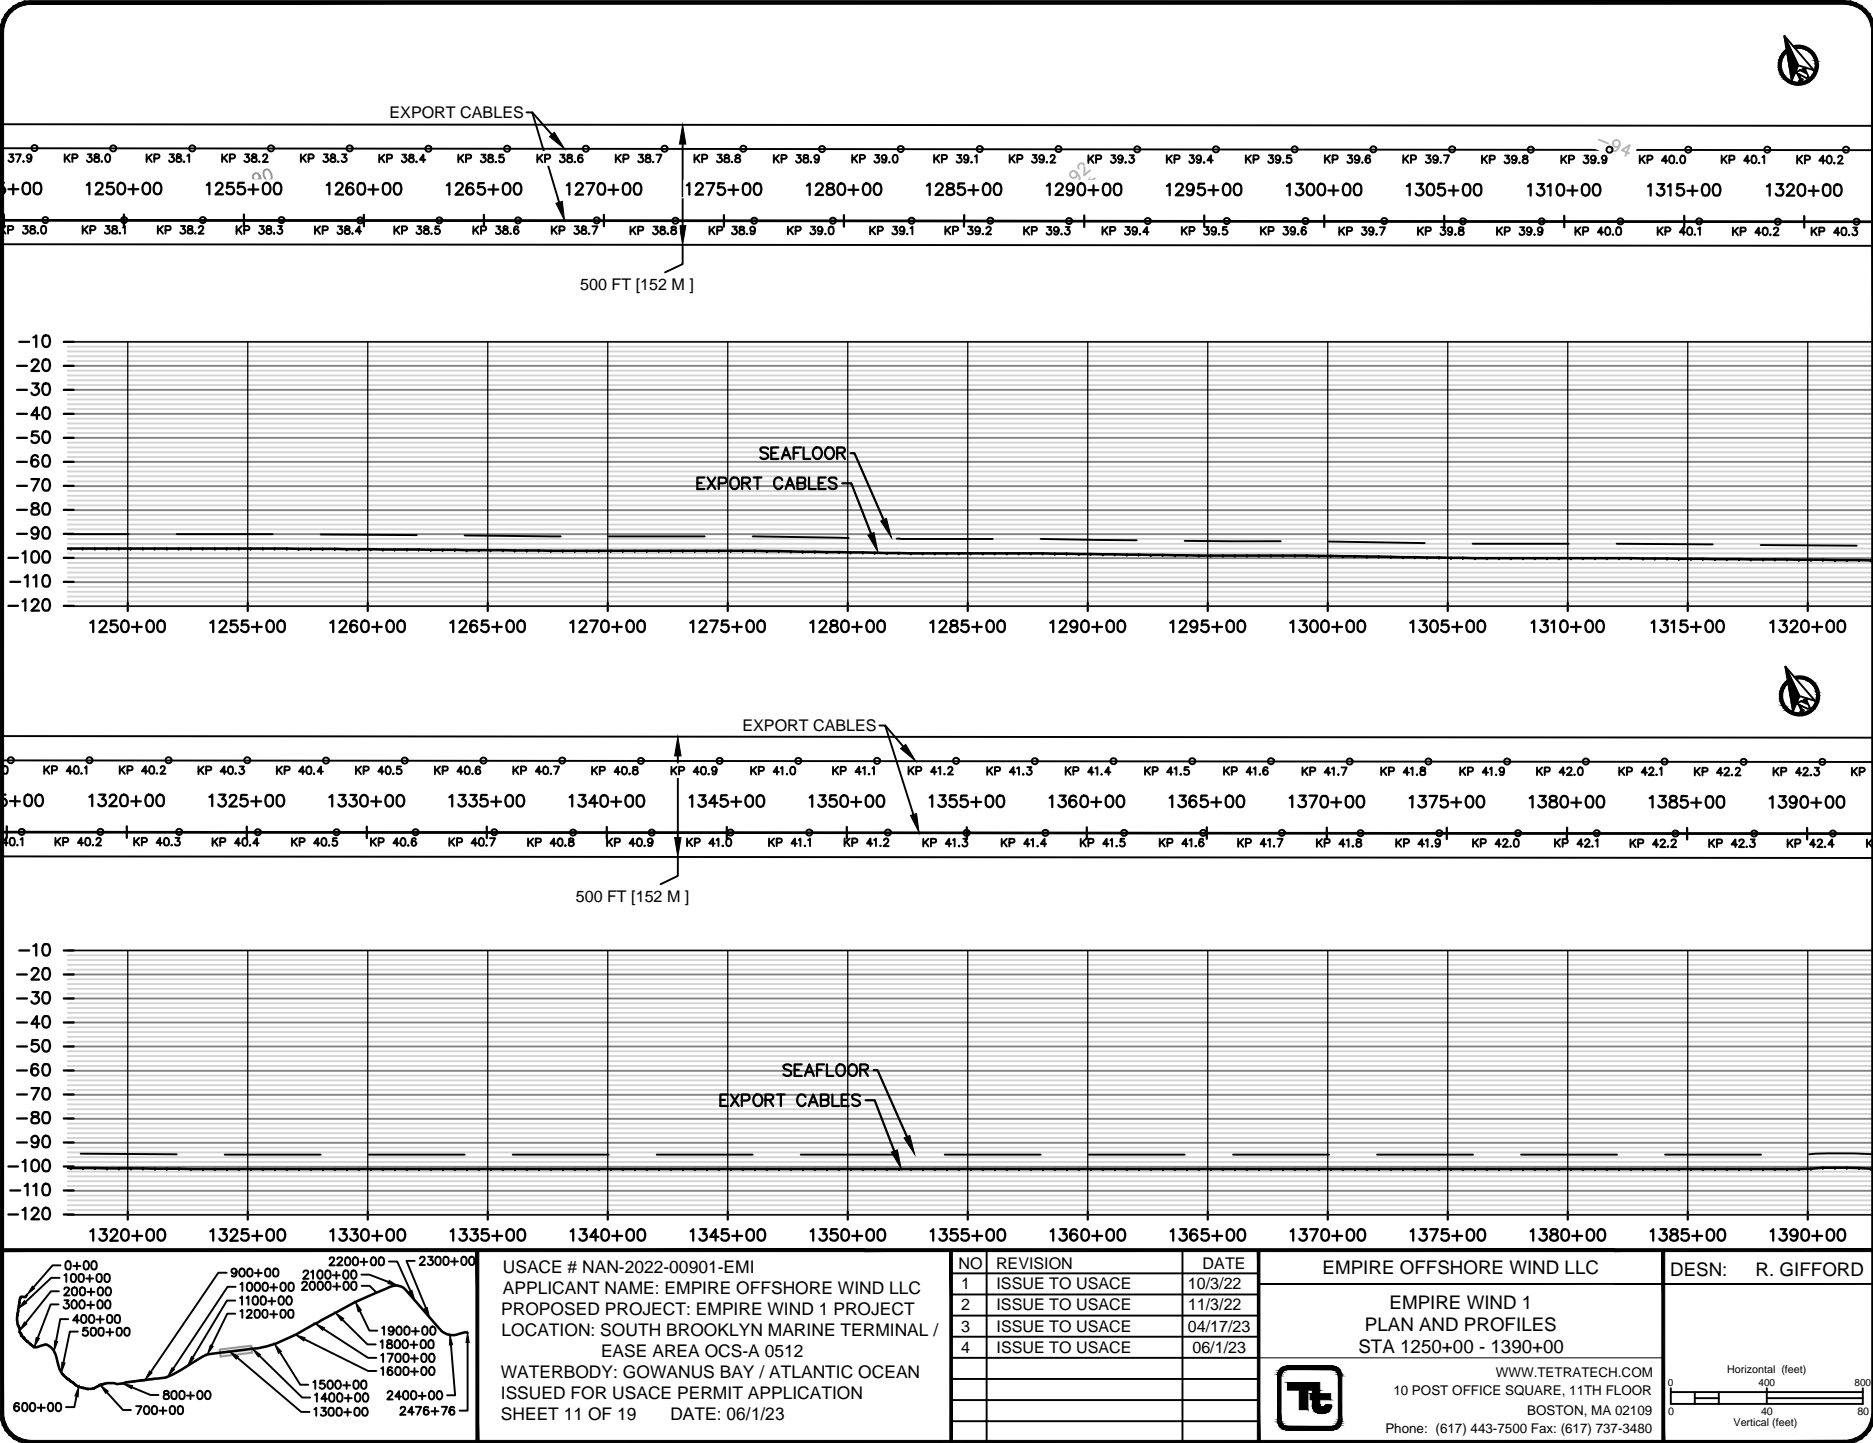 EXPORT CABLES
37.9 KP 38.0 KP 38.1 KP 38.2 KP 38.3 KP 38.4 KP 38.5 KP 38.6 KP 38.7 KP 38.8 KP 38.9 KP 39.0 KP 39.1 KP 39.2 KP 39.3 KP 39.4 KP 39.5 KP 39.6 KP 39.7 KP 39.8 KP 39.9 -94 KP 40.0 KP 40.1 KP 40.2
90 92
5+00 1250+00 1255+00 1260+00 1265+00 1270+00 1275+00 1280+00 1285+00 1290+00 1295+00 1300+00 1305+00 1310+00 1315+00 1320+00
KP 38.0 KP 38.1 KP 38.2 KP 38.3 KP 38.4 KP 38.5 KP 38.6 KP 38.7 KP 38.8 KP 38.9 KP 39.0 KP 39.1 KP 39.2 KP 39.3 KP 39.4 KP 39.5 KP 39.6 KP 39.7 KP 39.8 KP 39.9 KP 40.0 KP 40.1 KP 40.2 KP 40.3
500 FT [152 M ]
-10
-20
-30
-40
-50
-60
-70
-80
-90
-100
-110
-120
SEAFLOOR
EXPORT CABLES
1250+00 1255+00 1260+00 1265+00 1270+00 1275+00 1280+00 1285+00 1290+00 1295+00 1300+00 1305+00 1310+00 1315+00 1320+00
EXPORT CABLES
0 KP 40.1 KP 40.2 KP 40.3 KP 40.4 KP 40.5 KP 40.6 KP 40.7 KP 40.8 KP 40.9 KP 41.0 KP 41.1 KP 41.2 KP 41.3 KP 41.4 KP 41.5 KP 41.6 KP 41.7 KP 41.8 KP 41.9 KP 42.0 KP 42.1 KP 42.2 KP 42.3 KP
5+00 1320+00 1325+00 1330+00 1335+00 1340+00 1345+00 1350+00 1355+00 1360+00 1365+00 1370+00 1375+00 1380+00 1385+00 1390+00
40.1 KP 40.2 KP 40.3 KP 40.4 KP 40.5 KP 40.6 KP 40.7 KP 40.8 KP 40.9 KP 41.0 KP 41.1 KP 41.2 KP 41.3 KP 41.4 KP 41.5 KP 41.6 KP 41.7 KP 41.8 KP 41.9 KP 42.0 KP 42.1 KP 42.2 KP 42.3 KP 42.4 K
500 FT [152 M ]
-10
-20
-30
-40
-50
-60
-70
-80
-90
-100
-110
-120
SEAFLOOR
EXPORT CABLES
1320+00 1325+00 1330+00 1335+00 1340+00 1345+00 1350+00 1355+00 1360+00 1365+00 1370+00 1375+00 1380+00 1385+00 1390+00
0+00
100+00
200+00
300+00
400+00
500+00
600+00
700+00
800+00
900+00
1000+00
1100+00
1200+00
1300+00
1400+00
1500+00
1600+00
1700+00
1800+00
1900+00
2000+00
2100+00
2200+00
2300+00
2400+00
2476+76
USACE # NAN-2022-00901-EMI
APPLICANT NAME: EMPIRE OFFSHORE WIND LLC
PROPOSED PROJECT: EMPIRE WIND 1 PROJECT
LOCATION: SOUTH BROOKLYN MARINE TERMINAL /
EASE AREA OCS-A 0512
WATERBODY: GOWANUS BAY / ATLANTIC OCEAN
ISSUED FOR USACE PERMIT APPLICATION
SHEET 11 OF 19 DATE: 06/1/23
NO REVISION DATE
1 ISSUE TO USACE 10/3/22
2 ISSUE TO USACE 11/3/22
3 ISSUE TO USACE 04/17/23
4 ISSUE TO USACE 06/1/23
EMPIRE OFFSHORE WIND LLC
EMPIRE WIND 1
PLAN AND PROFILES
STA 1250+00 - 1390+00
Tt
WWW.TETRATECH.COM
10 POST OFFICE SQUARE, 11TH FLOOR
BOSTON, MA 02109
Phone: (617) 443-7500 Fax: (617) 737-3480
DESN: R. GIFFORD
Horizontal (feet)
0 400 800
0 40 80
Vertical (feet)